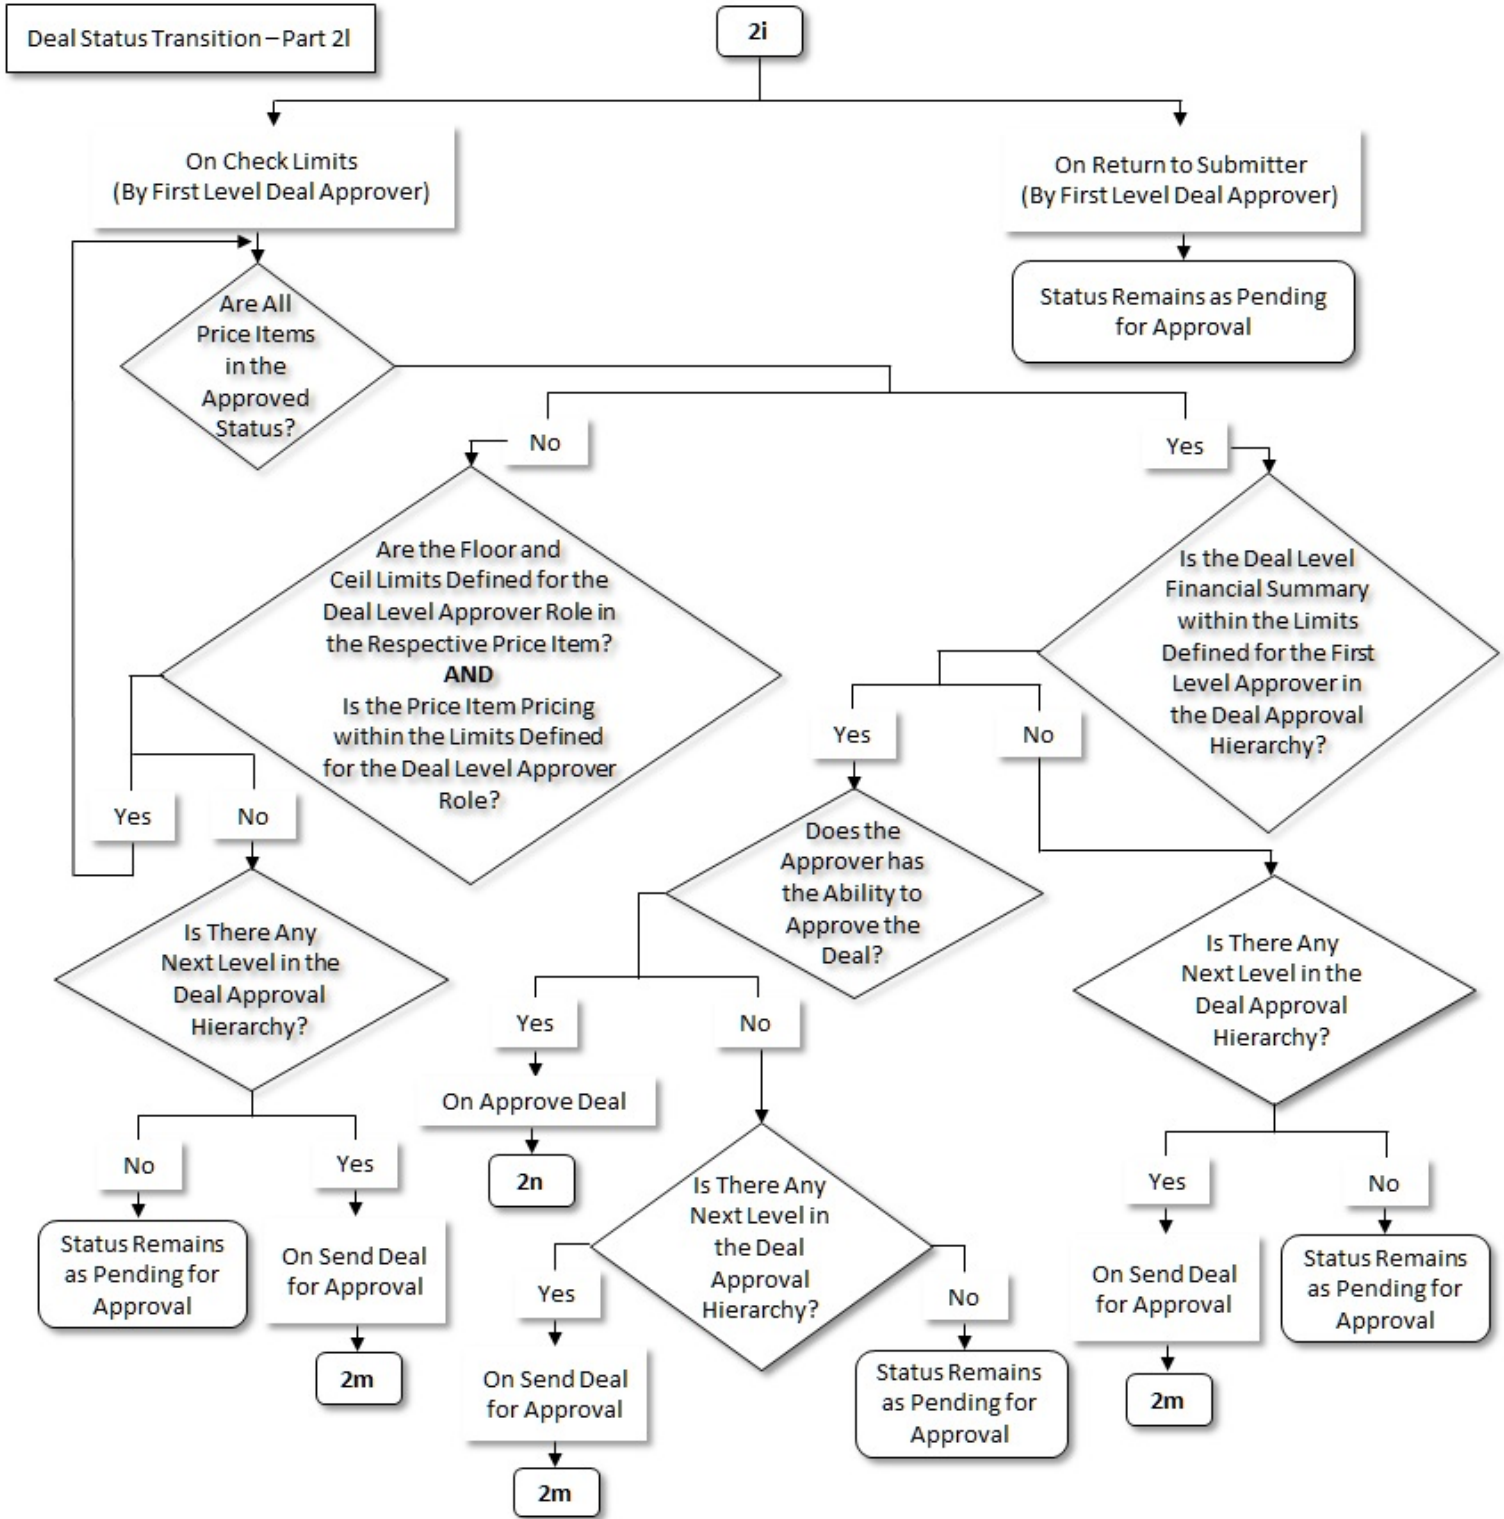 Deal Status Transition – Part 2l
2i
On Check Limits
(By First Level Deal Approver)
On Return to Submitter
(By First Level Deal Approver)
Status Remains as Pending
for Approval
Are All
Price Items
in the
Approved
Status?
No
Yes
Are the Floor and
Ceil Limits Defined for the
Deal Level Approver Role in
the Respective Price Item?
AND
Is the Price Item Pricing
within the Limits Defined
for the Deal Level Approver
Role?
Is the Deal Level
Financial Summary
within the Limits
Defined for the First
Level Approver in
the Deal Approval
Hierarchy?
Yes
No
Yes
No
Does the
Approver has
the Ability to
Approve the
Deal?
Is There Any
Next Level in the
Deal Approval
Hierarchy?
Is There Any
Next Level in the
Deal Approval
Hierarchy?
Yes
No
On Approve Deal
2n
No
Yes
Status Remains
as Pending for
Approval
On Send Deal
for Approval
2m
Is There Any
Next Level in
the Deal
Approval
Hierarchy?
Yes
No
On Send Deal
for Approval
2m
Status Remains
as Pending for
Approval
Yes
No
On Send Deal
for Approval
2m
Status Remains
as Pending for
Approval